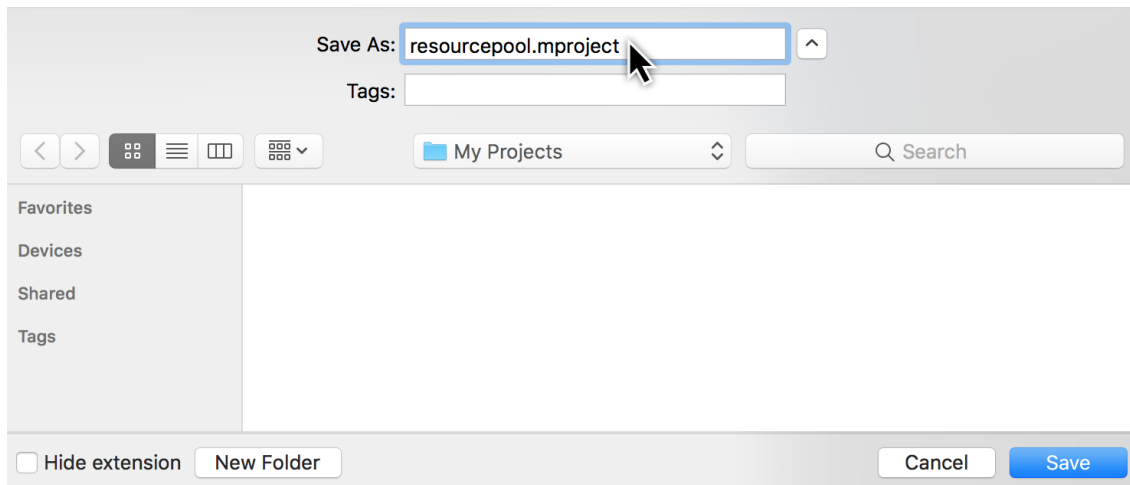 Save As: resourcepool.mproject
Tags:
My Projects
Search
Favorites
Devices
Shared
Tags
Hide extension
New Folder
Cancel
Save